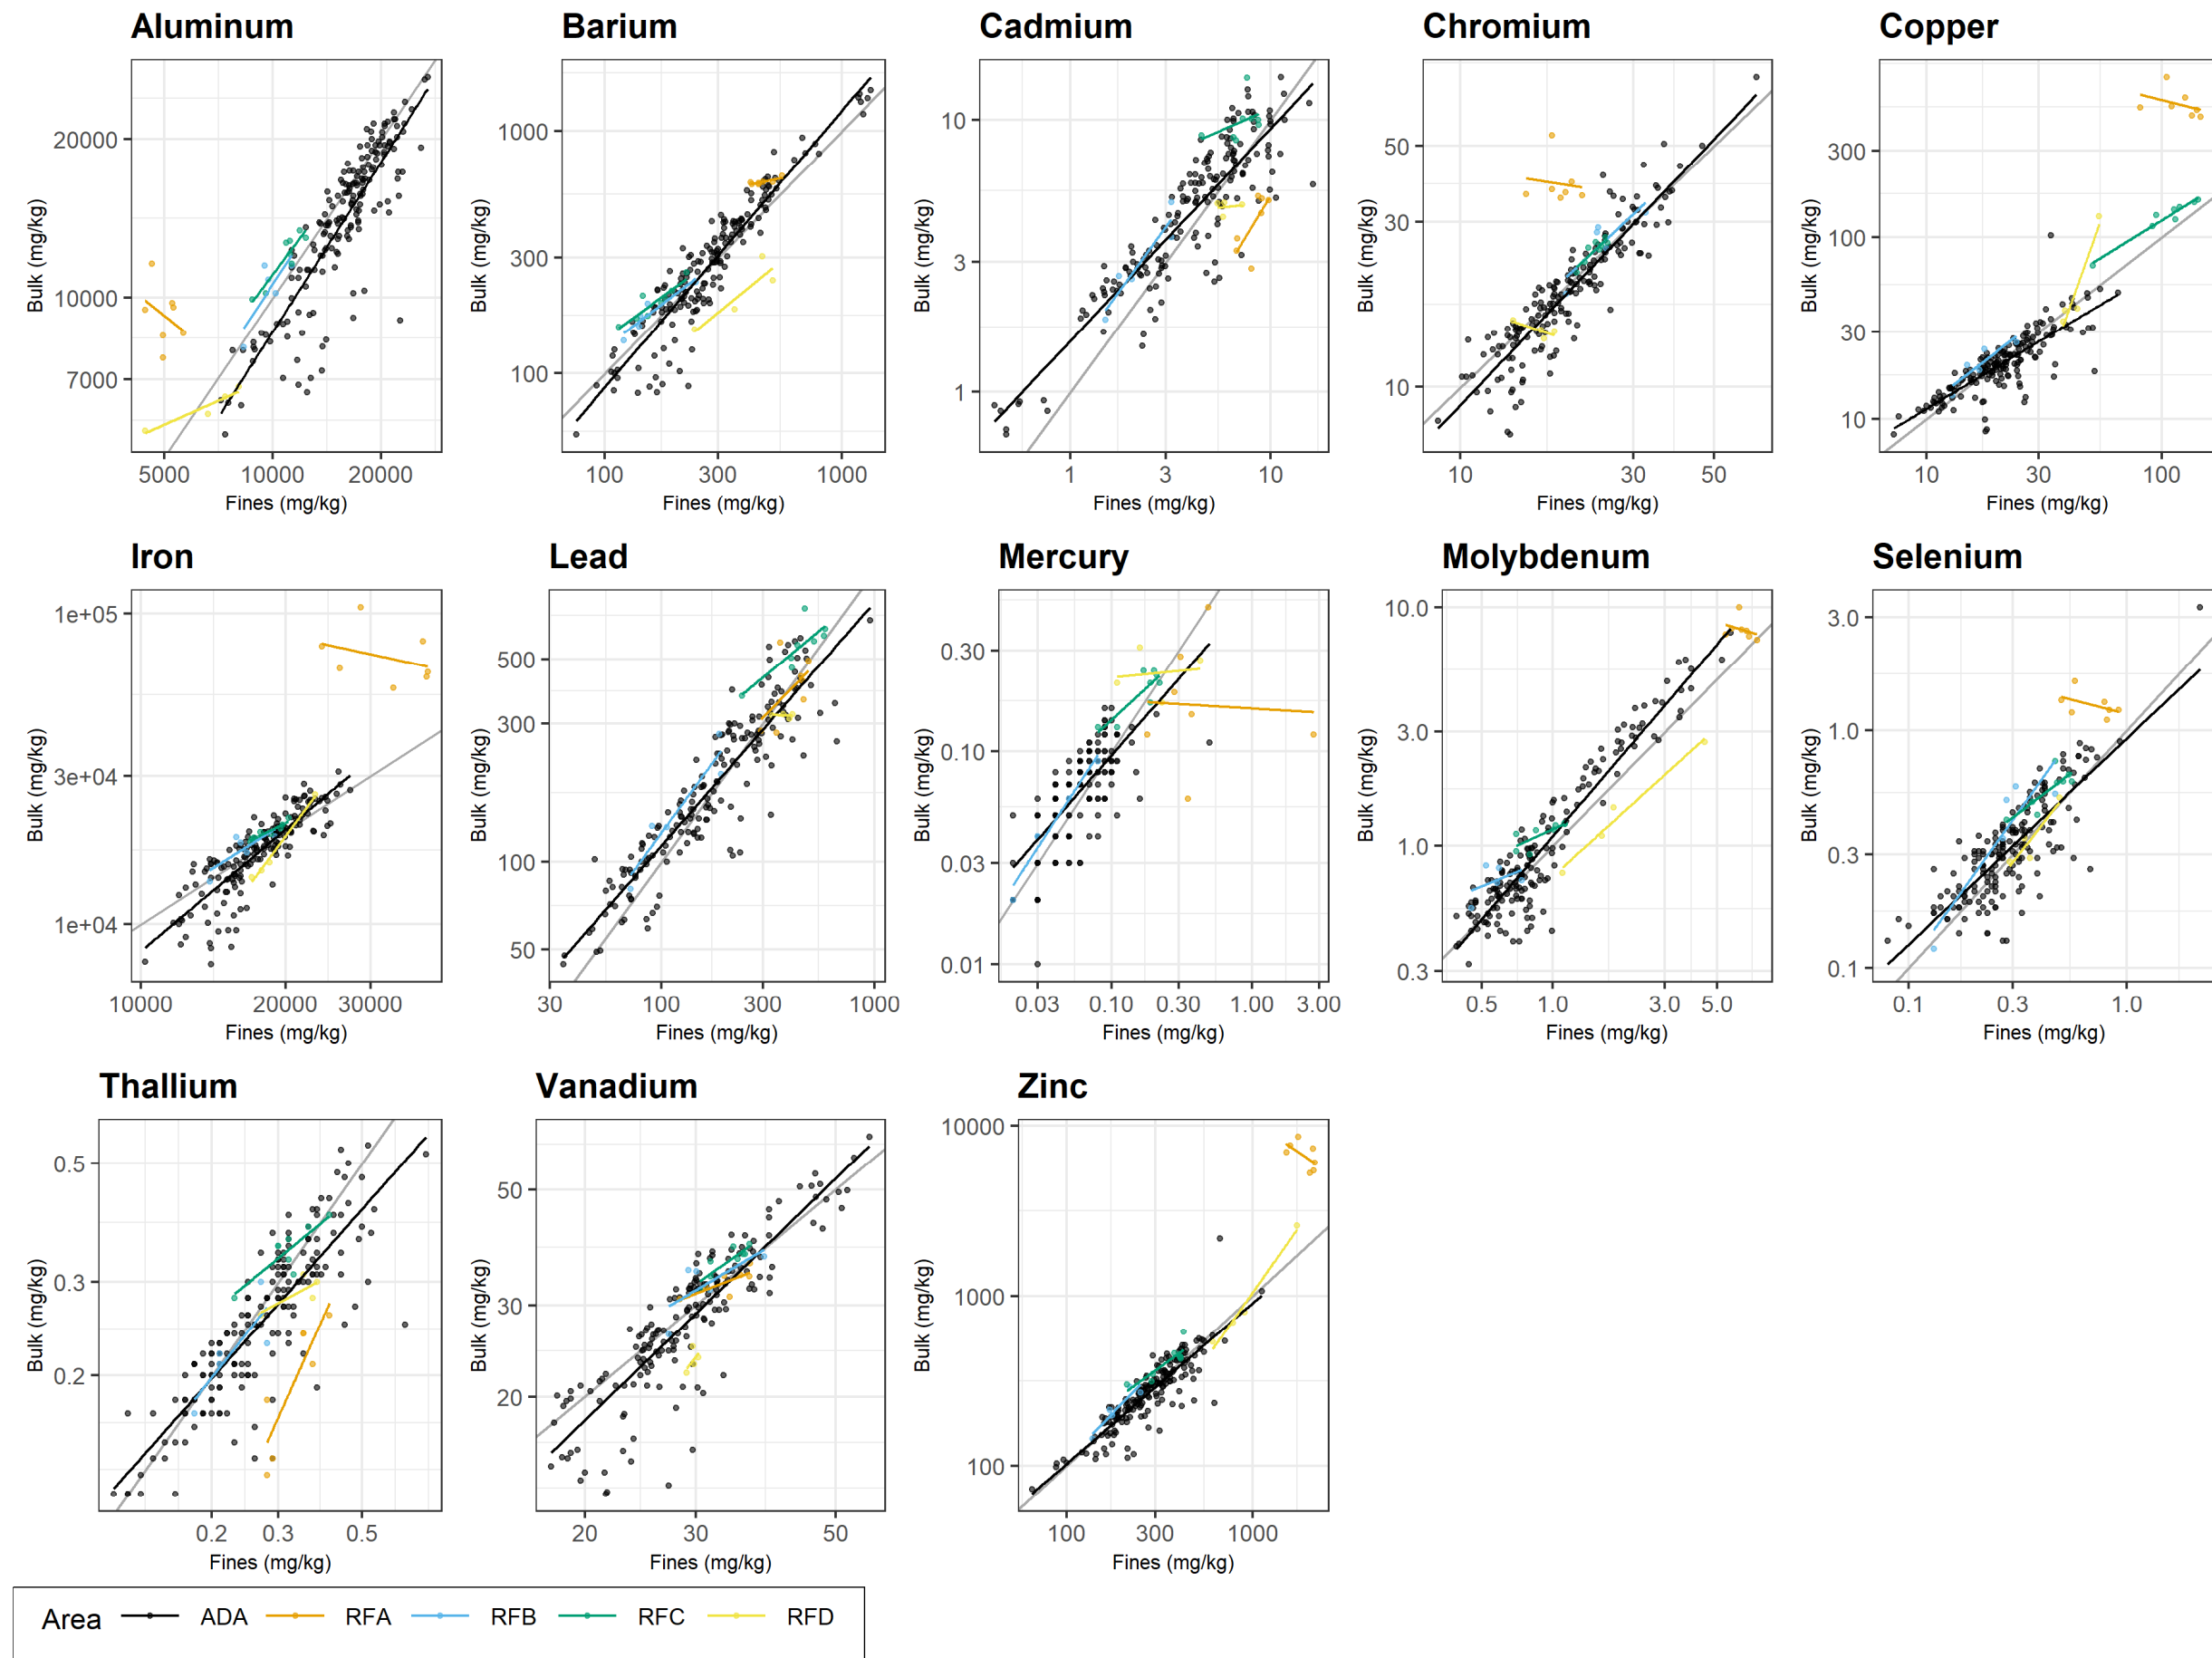 Aluminum
Barium
Cadmium
Chromium
Copper
20000
10000
7000
Bulk (mg/kg)
5000
10000
20000
Fines (mg/kg)
1000
300
100
Bulk (mg/kg)
100
300
1000
Fines (mg/kg)
10
3
1
Bulk (mg/kg)
1
3
10
Fines (mg/kg)
50
30
10
Bulk (mg/kg)
10
30
50
Fines (mg/kg)
300
100
30
10
Bulk (mg/kg)
10
30
100
Fines (mg/kg)
Iron
Lead
Mercury
Molybdenum
Selenium
1e+05
3e+04
1e+04
Bulk (mg/kg)
10000
20000
30000
Fines (mg/kg)
500
300
100
50
Bulk (mg/kg)
30
100
300
1000
Fines (mg/kg)
0.30
0.10
0.03
0.01
Bulk (mg/kg)
0.03
0.10
0.30
1.00
3.00
Fines (mg/kg)
10.0
3.0
1.0
0.3
Bulk (mg/kg)
0.5
1.0
3.0
5.0
Fines (mg/kg)
3.0
1.0
0.3
0.1
Bulk (mg/kg)
0.1
0.3
1.0
Fines (mg/kg)
Thallium
Vanadium
Zinc
0.5
0.3
0.2
Bulk (mg/kg)
0.2
0.3
0.5
Fines (mg/kg)
50
30
20
Bulk (mg/kg)
20
30
50
Fines (mg/kg)
10000
1000
100
Bulk (mg/kg)
100
300
1000
Fines (mg/kg)
Area ADA RFA RFB RFC RFD